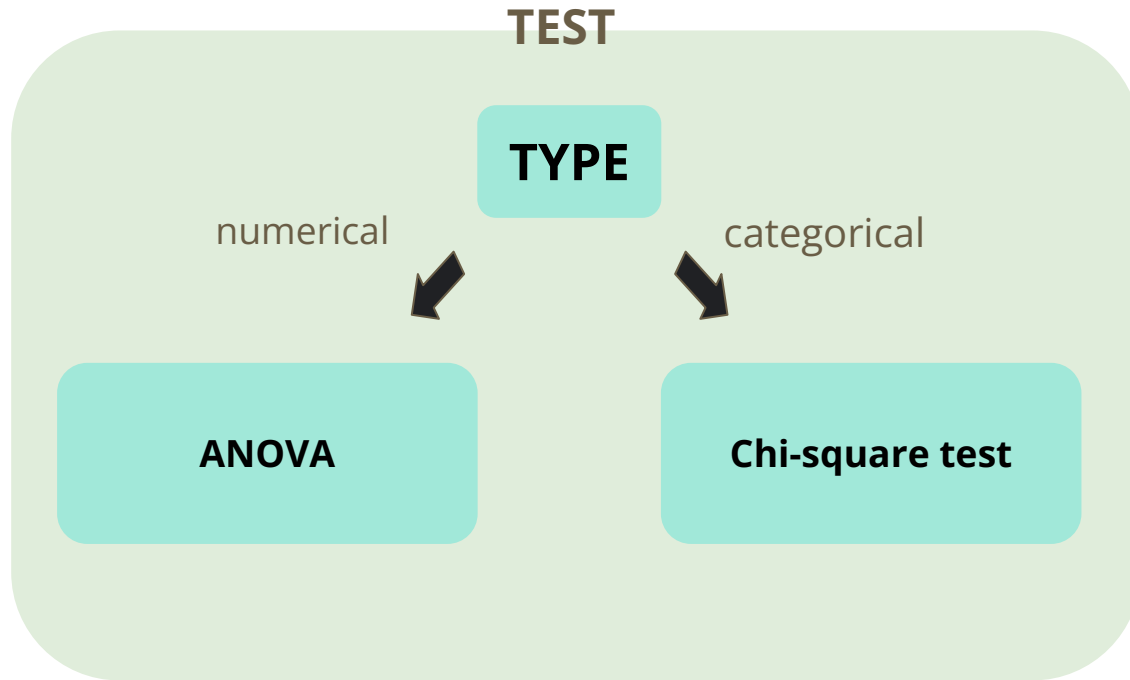 TEST
TYPE
numerical
categorical
ANOVA
Chi-square test